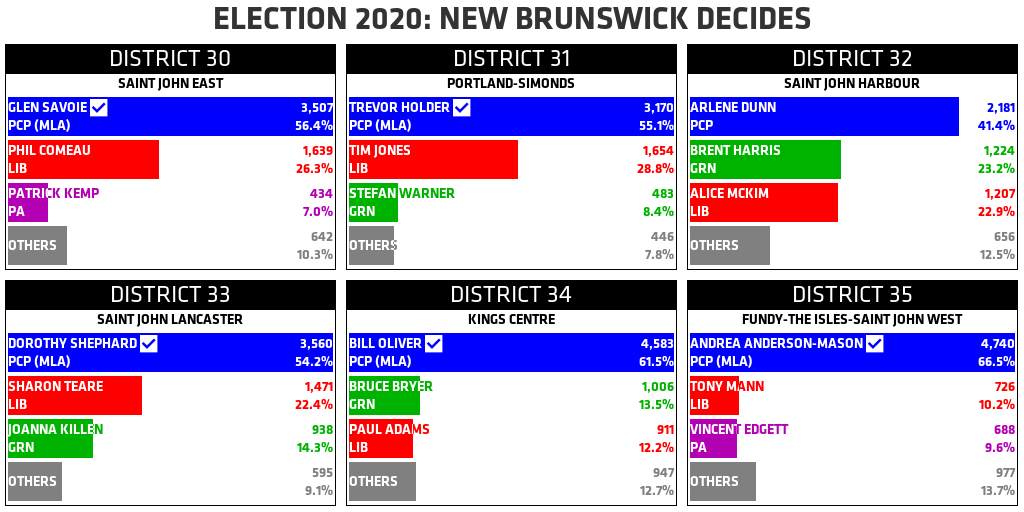 ELECTION 2020: NEW BRUNSWICK DECIDES
DISTRICT 30
SAINT JOHN EAST
GLEN SAVOIE 3,507
PCP (MLA) 56.4%
PHIL COMEAU 1,639
LIB 26.3%
PATRICK KEMP 434
PA 7.0%
OTHERS 642
10.3%
DISTRICT 31
PORTLAND-SIMONDS
TREVOR HOLDER 3,170
PCP (MLA) 55.1%
TIM JONES 1,654
LIB 28.8%
STEFAN WARNER 483
GRN 8.4%
OTHERS 446
7.8%
DISTRICT 32
SAINT JOHN HARBOUR
ARLENE DUNN 2,181
PCP 41.4%
BRENT HARRIS 1,224
GRN 23.2%
ALICE MCKIM 1,207
LIB 22.9%
OTHERS 656
12.5%
DISTRICT 33
SAINT JOHN LANCASTER
DOROTHY SHEPHARD 3,560
PCP (MLA) 54.2%
SHARON TEARE 1,471
LIB 22.4%
JOANNA KILLEN 938
GRN 14.3%
OTHERS 595
9.1%
DISTRICT 34
KINGS CENTRE
BILL OLIVER 4,583
PCP (MLA) 61.5%
BRUCE BRYER 1,006
GRN 13.5%
PAUL ADAMS 911
LIB 12.2%
OTHERS 947
12.7%
DISTRICT 35
FUNDY-THE ISLES-SAINT JOHN WEST
ANDREA ANDERSON-MASON 4,740
PCP (MLA) 66.5%
TONY MANN 726
LIB 10.2%
VINCENT EDGETT 688
PA 9.6%
OTHERS 977
13.7%